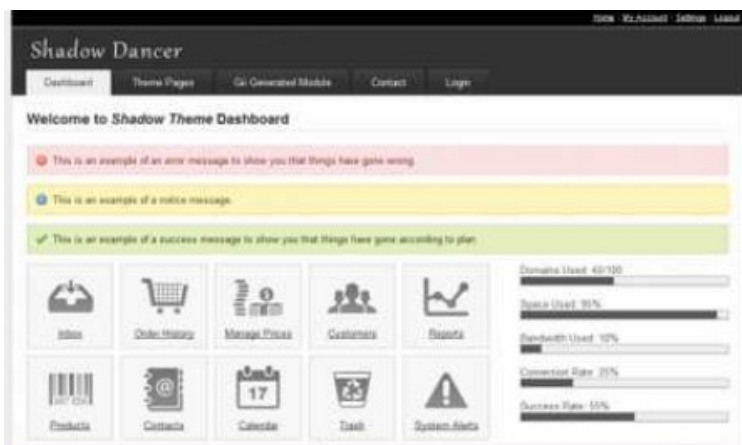 Home My Account Settings Logout
Shadow Dancer
Dashboard Theme Pages Gii Generated Module Contact Login
Welcome to Shadow Theme Dashboard
This is an example of an error message to show you that things have gone wrong.
This is an example of a notice message.
This is an example of a success message to show you that things have gone according to plan.
Inbox Order History Manage Prices Customers Reports
Products Contacts Calendar Trash System Alerts
17
Domains Used: 43/100
Space Used: 95%
Bandwidth Used: 10%
Connection Rate: 25%
Success Rate: 55%